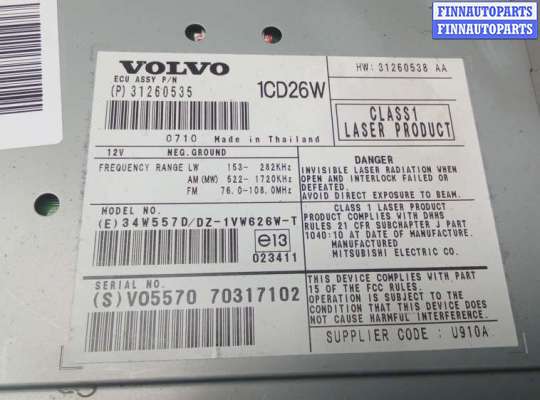 FINNAUTOPARTS
FINNAUTOPARTS
VOLVO
ECU ASSY P/N
(P) 31260535
1CD26W
HW: 31260538 AA
CLASS1
LASER PRODUCT
0710 Made in Thailand
12V NEG.GROUND
FREQUENCY RANGE LW 153- 282KHz
AM(MW) 522-1720KHz
FM 76.0-108.0MHz
DANGER
INVISIBLE LASER RADIATION WHEN
OPEN AND INTERLOCK FAILED OR
DEFEATED.
AVOID DIRECT EXPOSURE TO BEAM.
MODEL NO.
(E)34W557D/DZ-1VW626W-T
e13
023411
CLASS 1 LASER PRODUCT
PRODUCT COMPLIES WITH DHHS
RULES 21 CFR SUBCHAPTER J PART
1040:10 AT DATE OF MANUFACTURE.
MANUFACTURED
MITSUBISHI ELECTRIC CO.
SERIAL NO.
(S)VO5570 70317102
THIS DEVICE COMPLIES WITH PART
15 OF THE FCC RULES.
OPERATION IS SUBJECT TO THE
CONDITION THAT THIS DEVICE DOES
NOT CAUSE HARMFUL INTERFERENCE.
SUPPLIER CODE : U910A